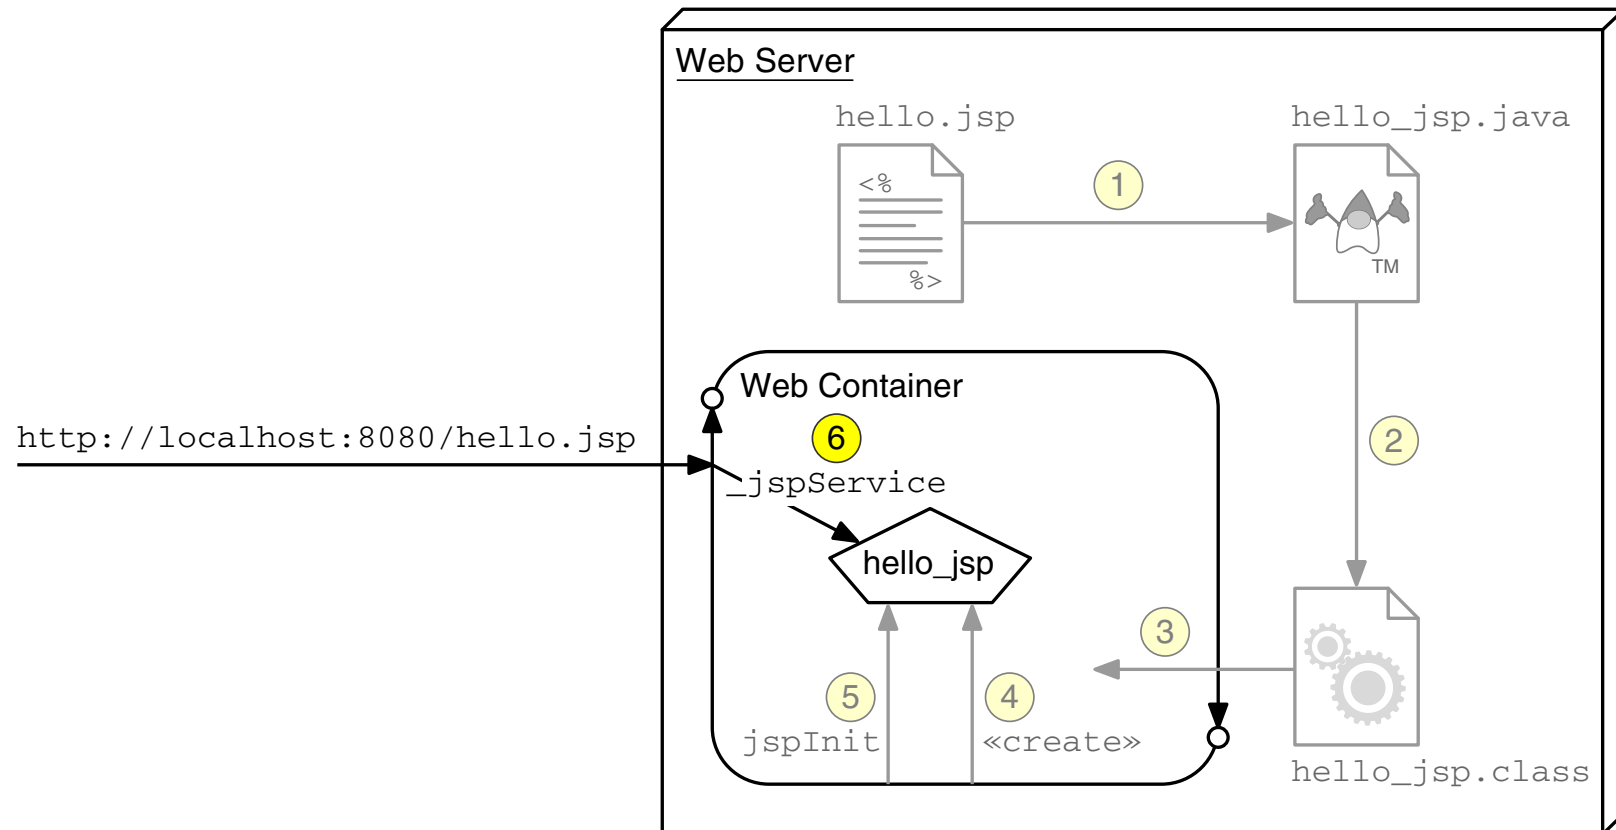 Web Server
hello.jsp
hello_jsp.java
<%
%>
1
TM
Web Container
http://localhost:8080/hello.jsp
6
2
_jspService
hello_jsp
3
5
4
jspInit
«create»
hello_jsp.class